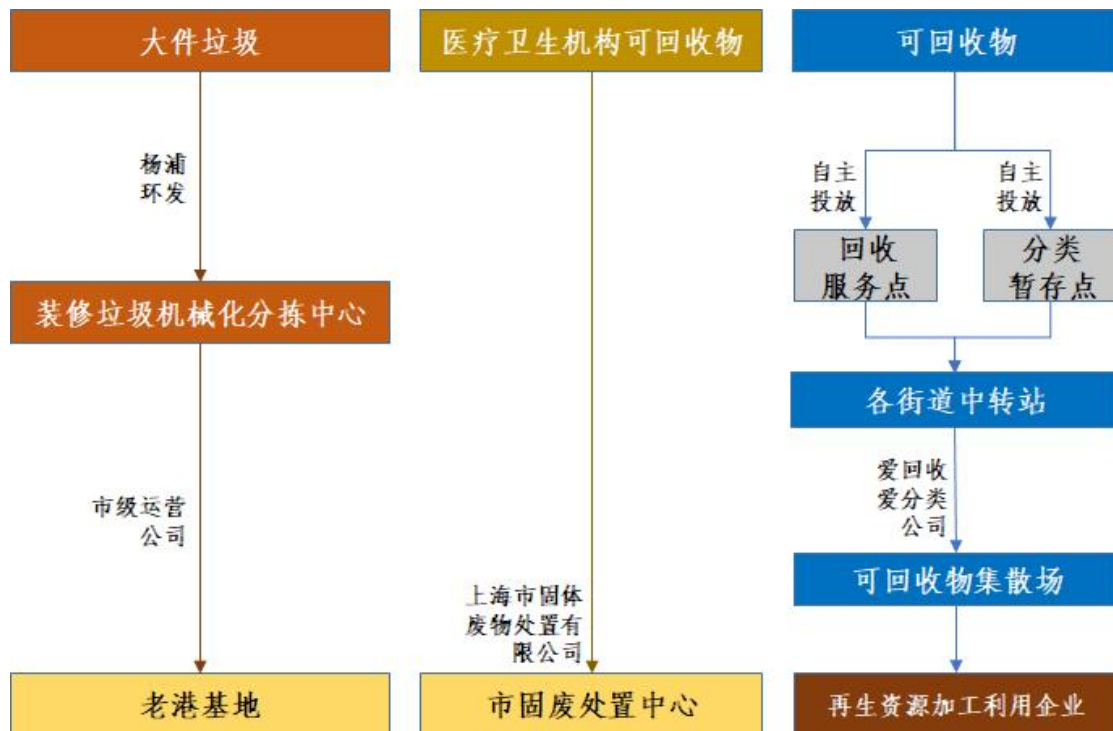 大件垃圾
杨浦
环发
装修垃圾机械化分拣中心
市级运营
公司
老港基地
医疗卫生机构可回收物
上海市固体
废物处置有
限公司
市固废处置中心
可回收物
自主
投放
自主
投放
回收
服务点
分类
暂存点
各街道中转站
爱回收
爱分类
公司
可回收物集散场
再生资源加工利用企业